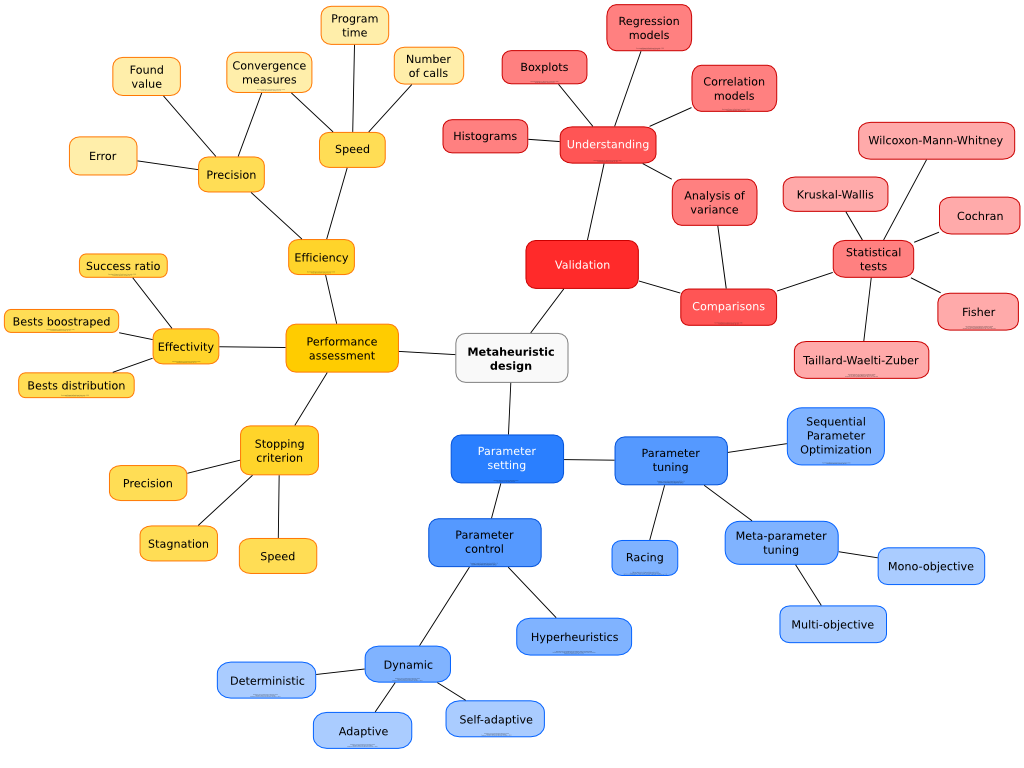 Program
time
Regression
models
Number
of calls
Convergence
measures
Found
value
Boxplots
Correlation
models
Histograms
Understanding
Wilcoxon-Mann-Whitney
Error
Speed
Precision
Analysis of
variance
Kruskal-Wallis
Cochran
Efficiency
Validation
Statistical
tests
Success ratio
Comparisons
Fisher
Bests boostraped
Effectivity
Performance
assessment
Metaheuristic
design
Taillard-Waelti-Zuber
Bests distribution
Sequential
Parameter
Optimization
Stopping
criterion
Parameter
setting
Parameter
tuning
Precision
Stagnation
Speed
Parameter
control
Racing
Meta-parameter
tuning
Mono-objective
Multi-objective
Hyperheuristics
Dynamic
Deterministic
Adaptive
Self-adaptive